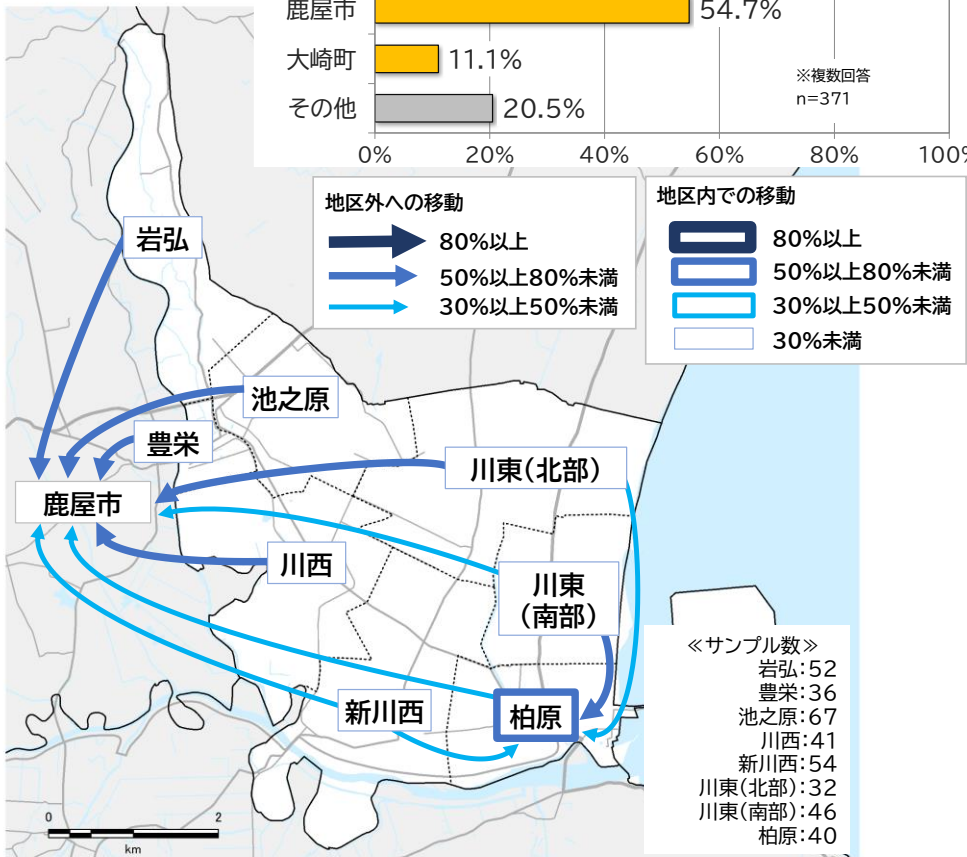 鹿屋市 54.7%
大崎町 11.1%
その他 20.5%
※複数回答
n=371
0% 20% 40% 60% 80% 100%
地区外への移動
80%以上
50%以上80%未満
30%以上50%未満
地区内での移動
80%以上
50%以上80%未満
30%以上50%未満
30%未満
岩弘
池之原
豊栄
川東(北部)
鹿屋市
川西
川東
(南部)
新川西
柏原
≪サンプル数≫
岩弘:52
豊栄:36
池之原:67
川西:41
新川西:54
川東(北部):32
川東(南部):46
柏原:40
0 2
km